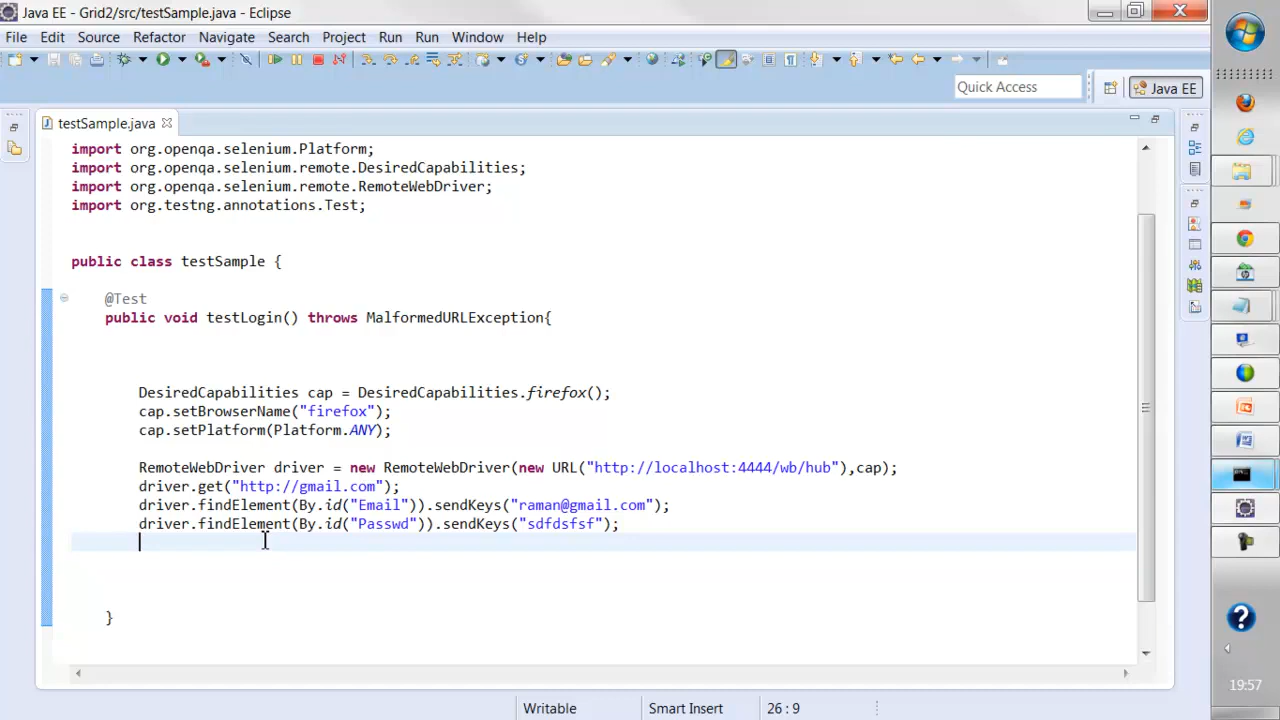 Java EE - Grid2/src/testSample.java - Eclipse
File Edit Source Refactor Navigate Search Project Run Run Window Help
Quick Access
Java EE
testSample.java
import org.openqa.selenium.Platform;
import org.openqa.selenium.remote.DesiredCapabilities;
import org.openqa.selenium.remote.RemoteWebDriver;
import org.testng.annotations.Test;
public class testSample {
@Test
public void testLogin() throws MalformedURLException{
DesiredCapabilities cap = DesiredCapabilities.firefox();
cap.setBrowserName("firefox");
cap.setPlatform(Platform.ANY);
RemoteWebDriver driver = new RemoteWebDriver(new URL("http://localhost:4444/wb/hub"),cap);
driver.get("http://gmail.com");
driver.findElement(By.id("Email")).sendKeys("raman@gmail.com");
driver.findElement(By.id("Passwd")).sendKeys("sdfdsfsf");
}
Writable Smart Insert 26 : 9
19:57